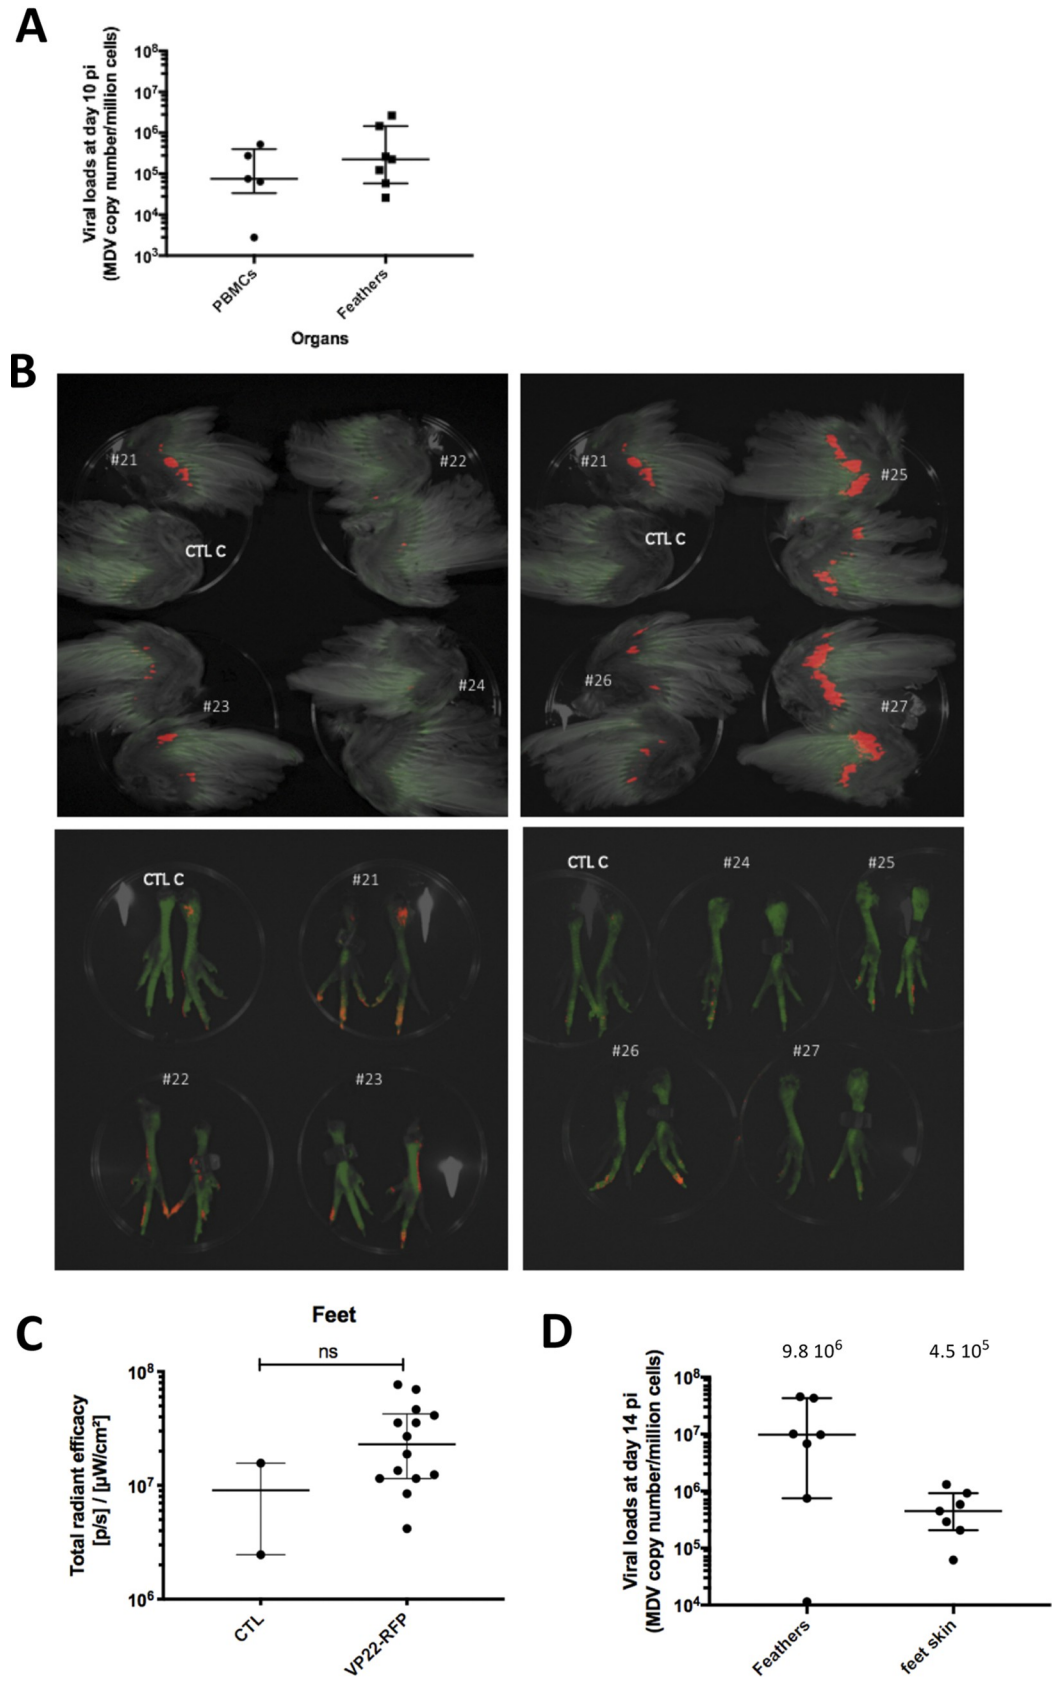 A
Viral loads at day 10 pi
(MDV copy number/million cells)
10⁸
10⁷
10⁶
10⁵
10⁴
10³
PBMCs
Feathers
Organs
B
#21
#22
CTL C
#23
#24
#21
#25
CTL C
#26
#27
CTL C
#21
#22
#23
CTL C
#24
#25
#26
#27
C
Feet
ns
Total radiant efficacy
[p/s] / [µW/cm²]
10⁸
10⁷
10⁶
CTL
VP22-RFP
D
9.8 10⁶
4.5 10⁵
Viral loads at day 14 pi
(MDV copy number/million cells)
10⁸
10⁷
10⁶
10⁵
10⁴
Feathers
feet skin